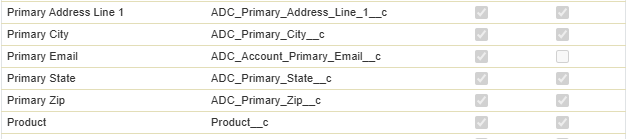 Primary Address Line 1 ADC_Primary_Address_Line_1__c
Primary City ADC_Primary_City__c
Primary Email ADC_Account_Primary_Email__c
Primary State ADC_Primary_State__c
Primary Zip ADC_Primary_Zip__c
Product Product__c